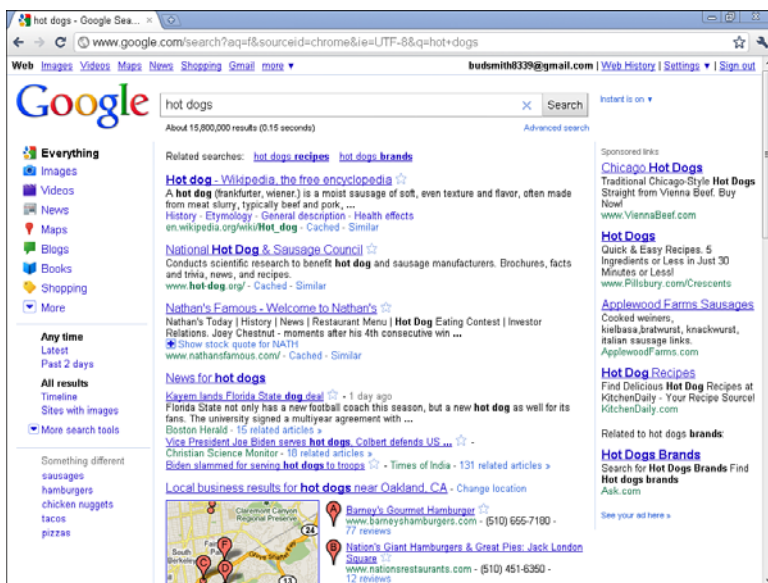 hot dogs - Google Sea...
www.google.com/search?aq=f&sourceid=chrome&ie=UTF-8&q=hot+dogs
Web Images Videos Maps News Shopping Gmail more ▼
budsmith8339@gmail.com | Web History | Settings ▼ | Sign out
Google
hot dogs
Search
Instant is on ▼
About 15,800,000 results (0.15 seconds)
Advanced search
Everything
Images
Videos
News
Maps
Blogs
Books
Shopping
More
Any time
Latest
Past 2 days
All results
Timeline
Sites with images
More search tools
Something different
sausages
hamburgers
chicken nuggets
tacos
pizzas
Related searches: hot dogs recipes hot dogs brands
Hot dog - Wikipedia, the free encyclopedia
A hot dog (frankfurter, wiener.) is a moist sausage of soft, even texture and flavor, often made
from meat slurry, typically beef and pork, ...
History - Etymology - General description - Health effects
en.wikipedia.org/wiki/Hot_dog - Cached - Similar
National Hot Dog & Sausage Council
Conducts scientific research to benefit hot dog and sausage manufacturers. Brochures, facts
and trivia, news, and recipes.
www.hot-dog.org/ - Cached - Similar
Nathan's Famous - Welcome to Nathan's
Nathan's Today | History | News | Restaurant Menu | Hot Dog Eating Contest | Investor
Relations. Joey Chestnut - moments after his 4th consecutive win ...
Show stock quote for NATH
www.nathansfamous.com/ - Cached - Similar
News for hot dogs
Kayem lands Florida State dog deal - 1 day ago
Florida State not only has a new football coach this season, but a new hot dog as well for its
fans. The university signed a multiyear agreement with ...
Boston Herald - 15 related articles »
Vice President Joe Biden serves hot dogs, Colbert defends US ... -
Christian Science Monitor - 18 related articles »
Biden slammed for serving hot dogs to troops - Times of India - 131 related articles »
Local business results for hot dogs near Oakland, CA - Change location
Claremont Canyon
Regional Preserve
24
South
Berkeley
Grove Shafter Fwy
13
F
C
D
A
Barney's Gourmet Hamburger
www.barneyshamburgers.com - (510) 655-7180 -
77 reviews
B
Nation's Giant Hamburgers & Great Pies: Jack London
Square
www.nationsrestaurants.com - (510) 451-6350 -
12 reviews
Sponsored links
Chicago Hot Dogs
Traditional Chicago-Style Hot Dogs
Straight from Vienna Beef. Buy
Now!
www.ViennaBeef.com
Hot Dogs
Quick & Easy Recipes. 5
Ingredients or Less in Just 30
Minutes or Less!
www.Pillsbury.com/Crescents
Applewood Farms Sausages
Cooked weiners,
kielbasa,bratwurst, knackwurst,
italian sausage links.
ApplewoodFarms.com
Hot Dog Recipes
Find Delicious Hot Dog Recipes at
KitchenDaily - Your Recipe Source!
KitchenDaily.com
Related to hot dogs brands:
Hot Dogs Brands
Search for Hot Dogs Brands Find
Hot dogs brands
Ask.com
See your ad here »